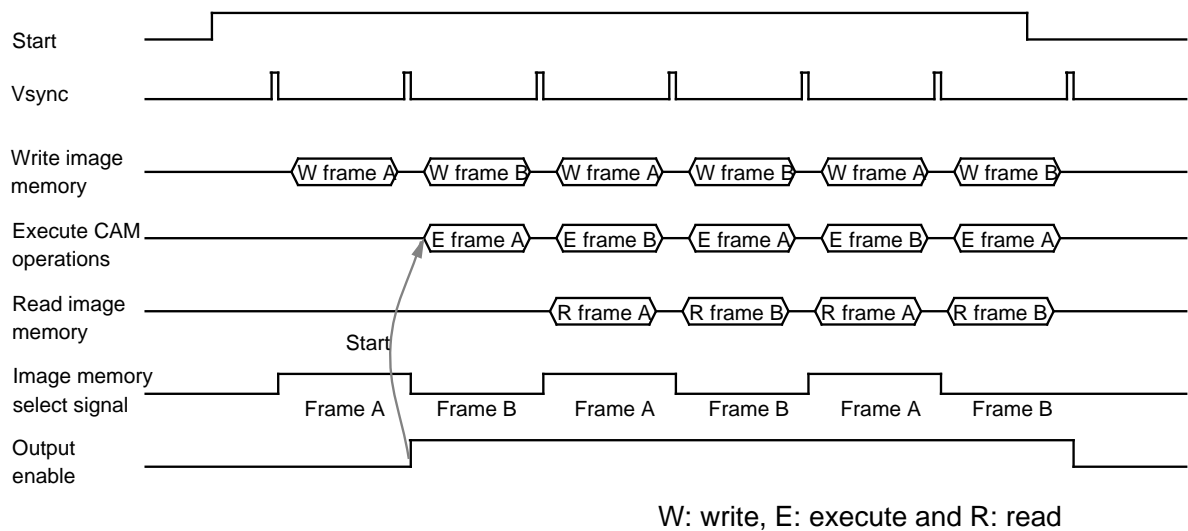 Start
Vsync
Write image
memory
W frame A W frame B W frame A W frame B W frame A W frame B
Execute CAM
operations
E frame A E frame B E frame A E frame B E frame A
Read image
memory
R frame A R frame B R frame A R frame B
Start
Image memory
select signal
Frame A Frame B Frame A Frame B Frame A Frame B
Output
enable
W: write, E: execute and R: read